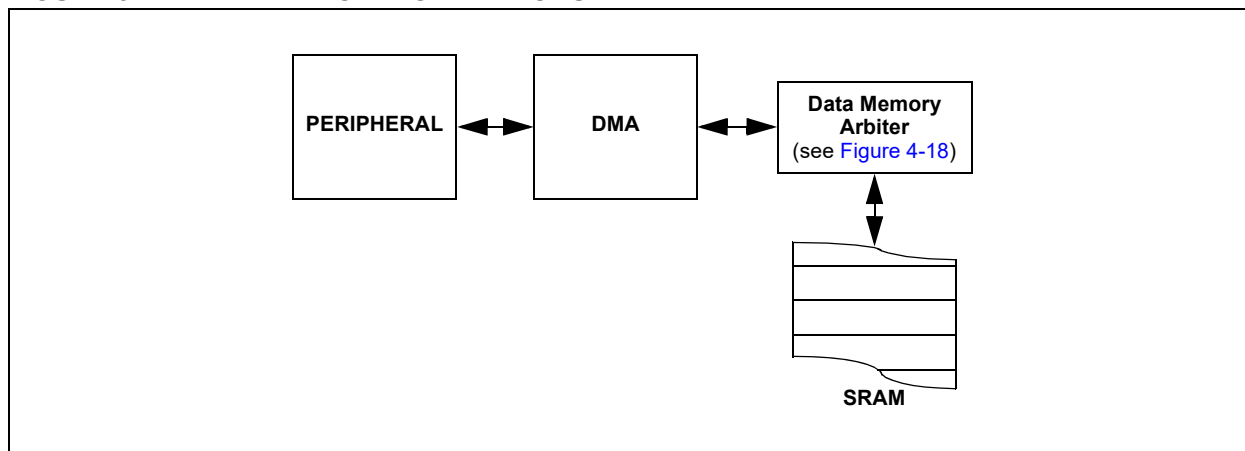 PERIPHERAL
DMA
Data Memory
Arbiter
(see Figure 4-18)
SRAM